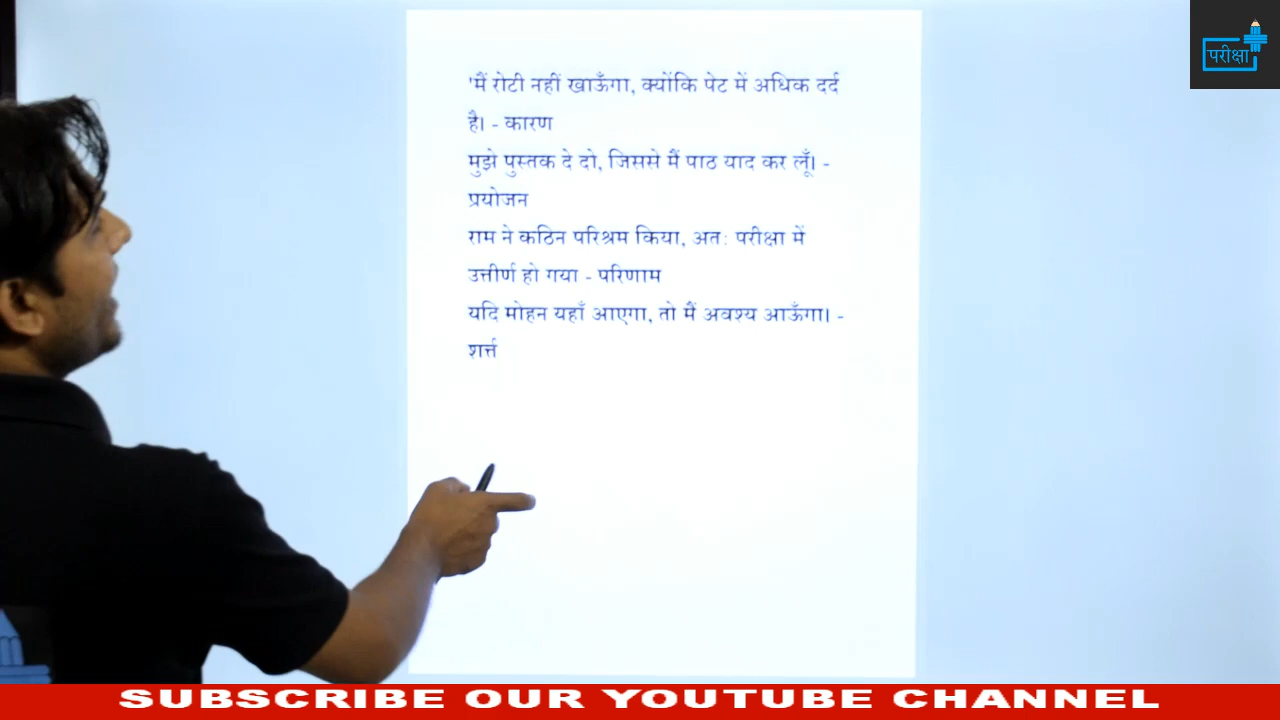 परीक्षा
'मैं रोटी नहीं खाऊँगा, क्योंकि पेट में अधिक दर्द
है। - कारण
मुझे पुस्तक दे दो, जिससे मैं पाठ याद कर लूँ। -
प्रयोजन
राम ने कठिन परिश्रम किया, अतः परीक्षा में
उत्तीर्ण हो गया - परिणाम
यदि मोहन यहाँ आएगा, तो मैं अवश्य आऊँगा। -
शर्त्त
SUBSCRIBE OUR YOUTUBE CHANNEL